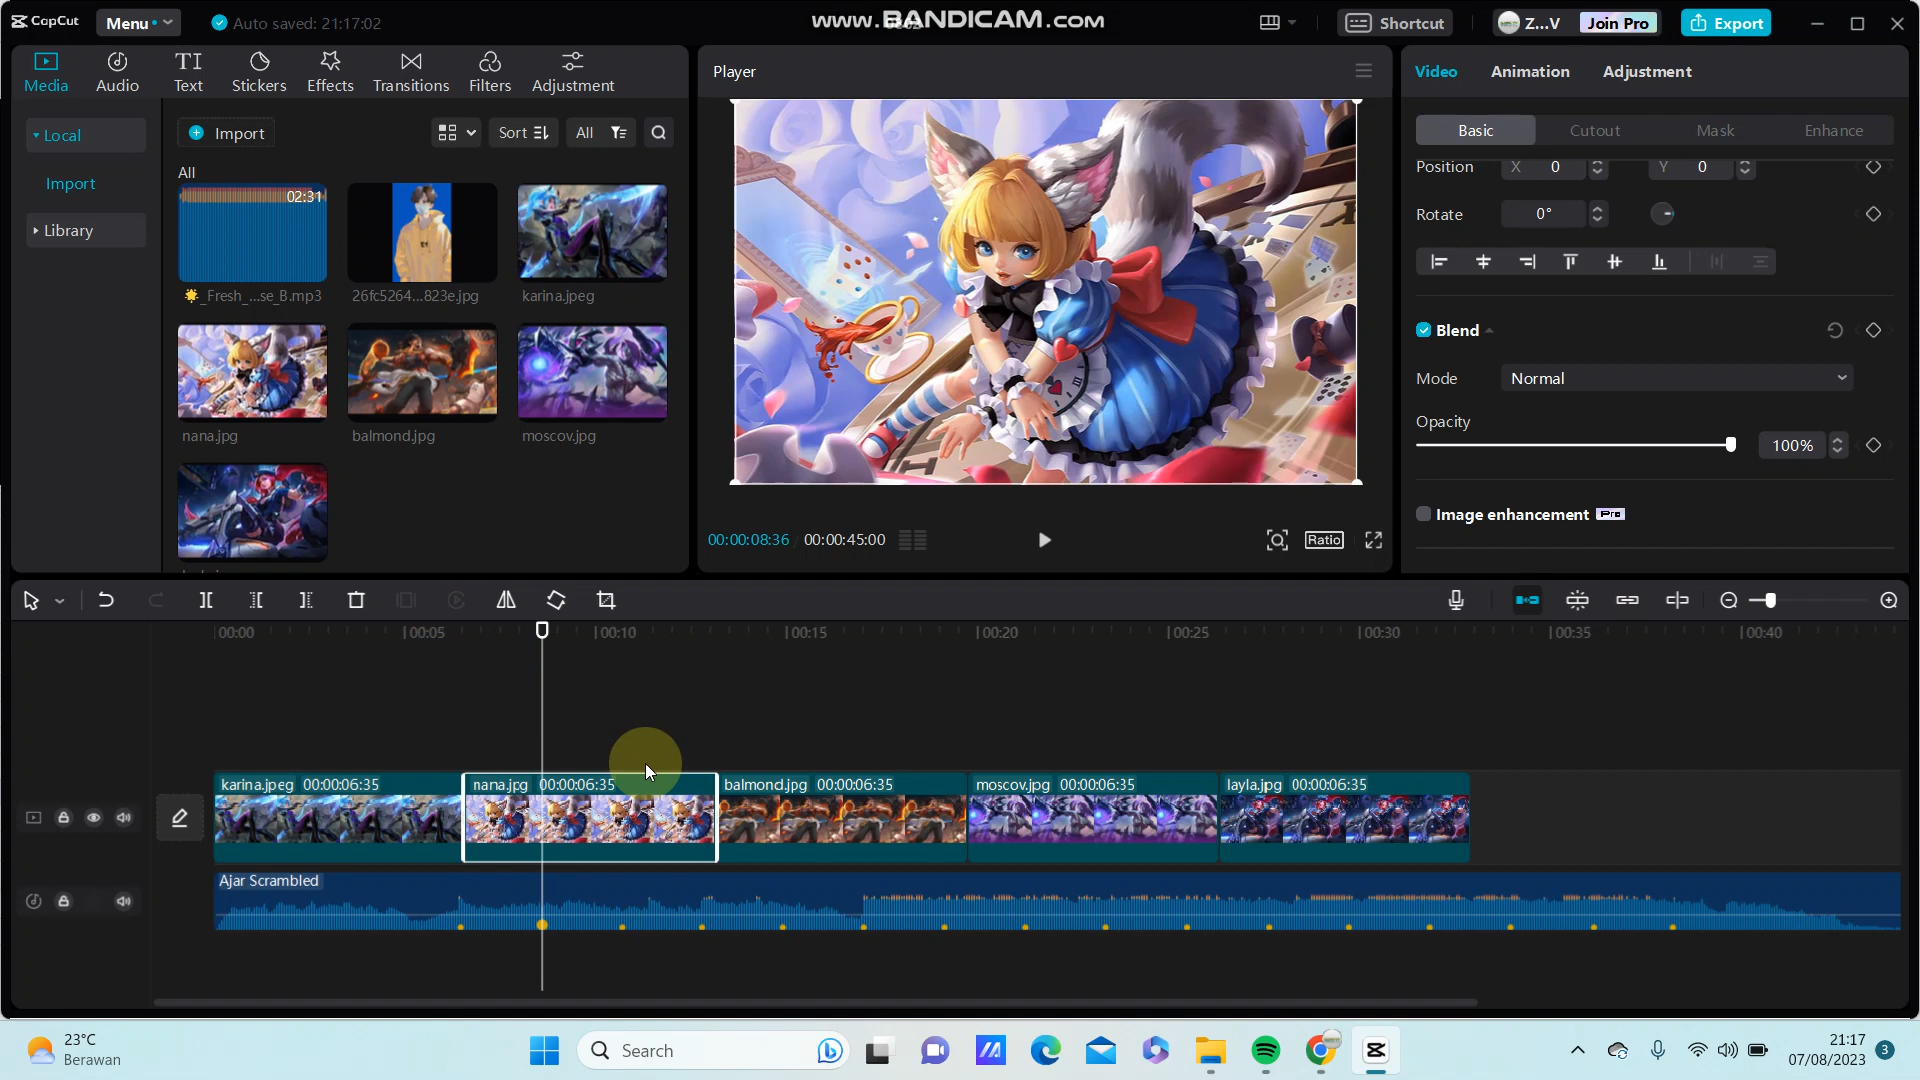 CapCut
Menu
Auto saved: 21:17:02
www.BANDICAM.com
Shortcut
Z...V
Join Pro
Export
Media
Audio
Text
Stickers
Effects
Transitions
Filters
Adjustment
Player
Video
Animation
Adjustment
Local
Import
Library
Import
Sort
All
All
02:31
_Fresh_...se_B.mp3
26fc5264...823e.jpg
karina.jpeg
nana.jpg
balmond.jpg
moscov.jpg
00:00:08:36
00:00:45:00
Ratio
Basic
Cutout
Mask
Enhance
Position
X
0
Y
0
Rotate
0°
Blend
Mode
Normal
Opacity
100%
Image enhancement
Pro
00:00
00:05
00:10
00:15
00:20
00:25
00:30
00:35
00:40
karina.jpeg 00:00:06:35
nana.jpg 00:00:06:35
balmond.jpg 00:00:06:35
moscov.jpg 00:00:06:35
layla.jpg 00:00:06:35
Ajar Scrambled
23°C
Berawan
Search
21:17
07/08/2023
3